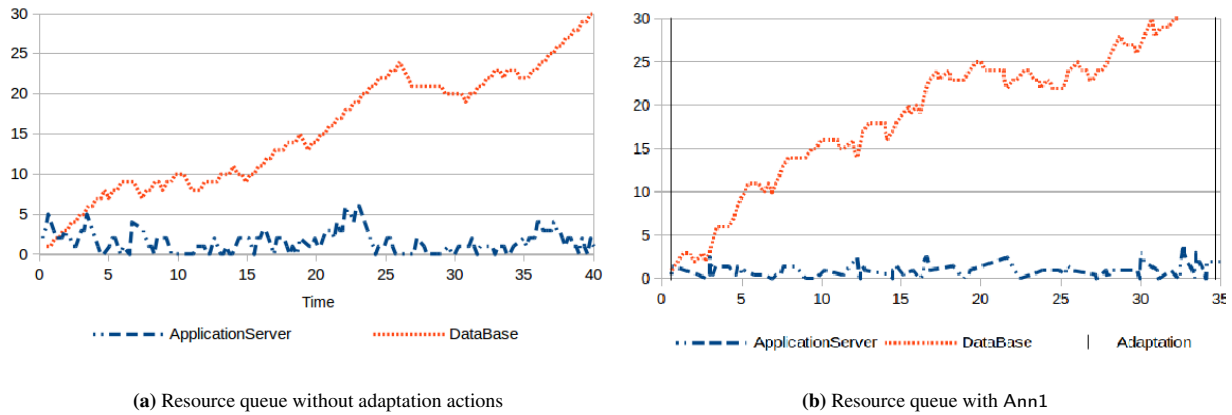 30
25
20
15
10
5
0
0 5 10 15 20 25 30 35 40
Time
ApplicationServer DataBase
(a) Resource queue without adaptation actions
30
25
20
15
10
5
0
0 5 10 15 20 25 30 35
ApplicationServer DataBase Adaptation
(b) Resource queue with Ann1